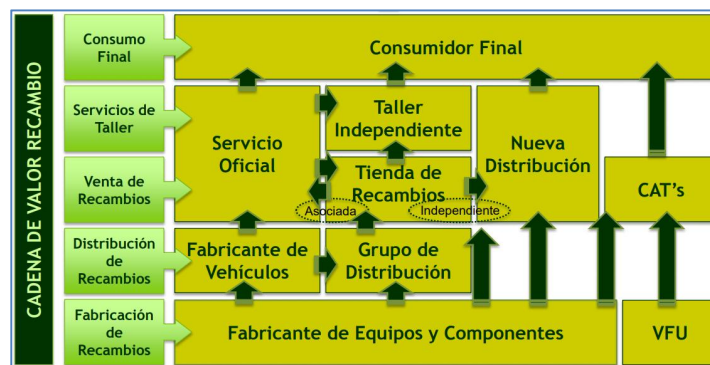 CADENA DE VALOR RECAMBIO
Consumo
Final
Consumidor Final
Servicios de
Taller
Servicio
Oficial
Taller
Independiente
Nueva
Distribución
Venta de
Recambios
Tienda de
Recambios
CAT's
Asociada
Independiente
Distribución
de
Recambios
Fabricante de
Vehículos
Grupo de
Distribución
Fabricación
de
Recambios
Fabricante de Equipos y Componentes
VFU